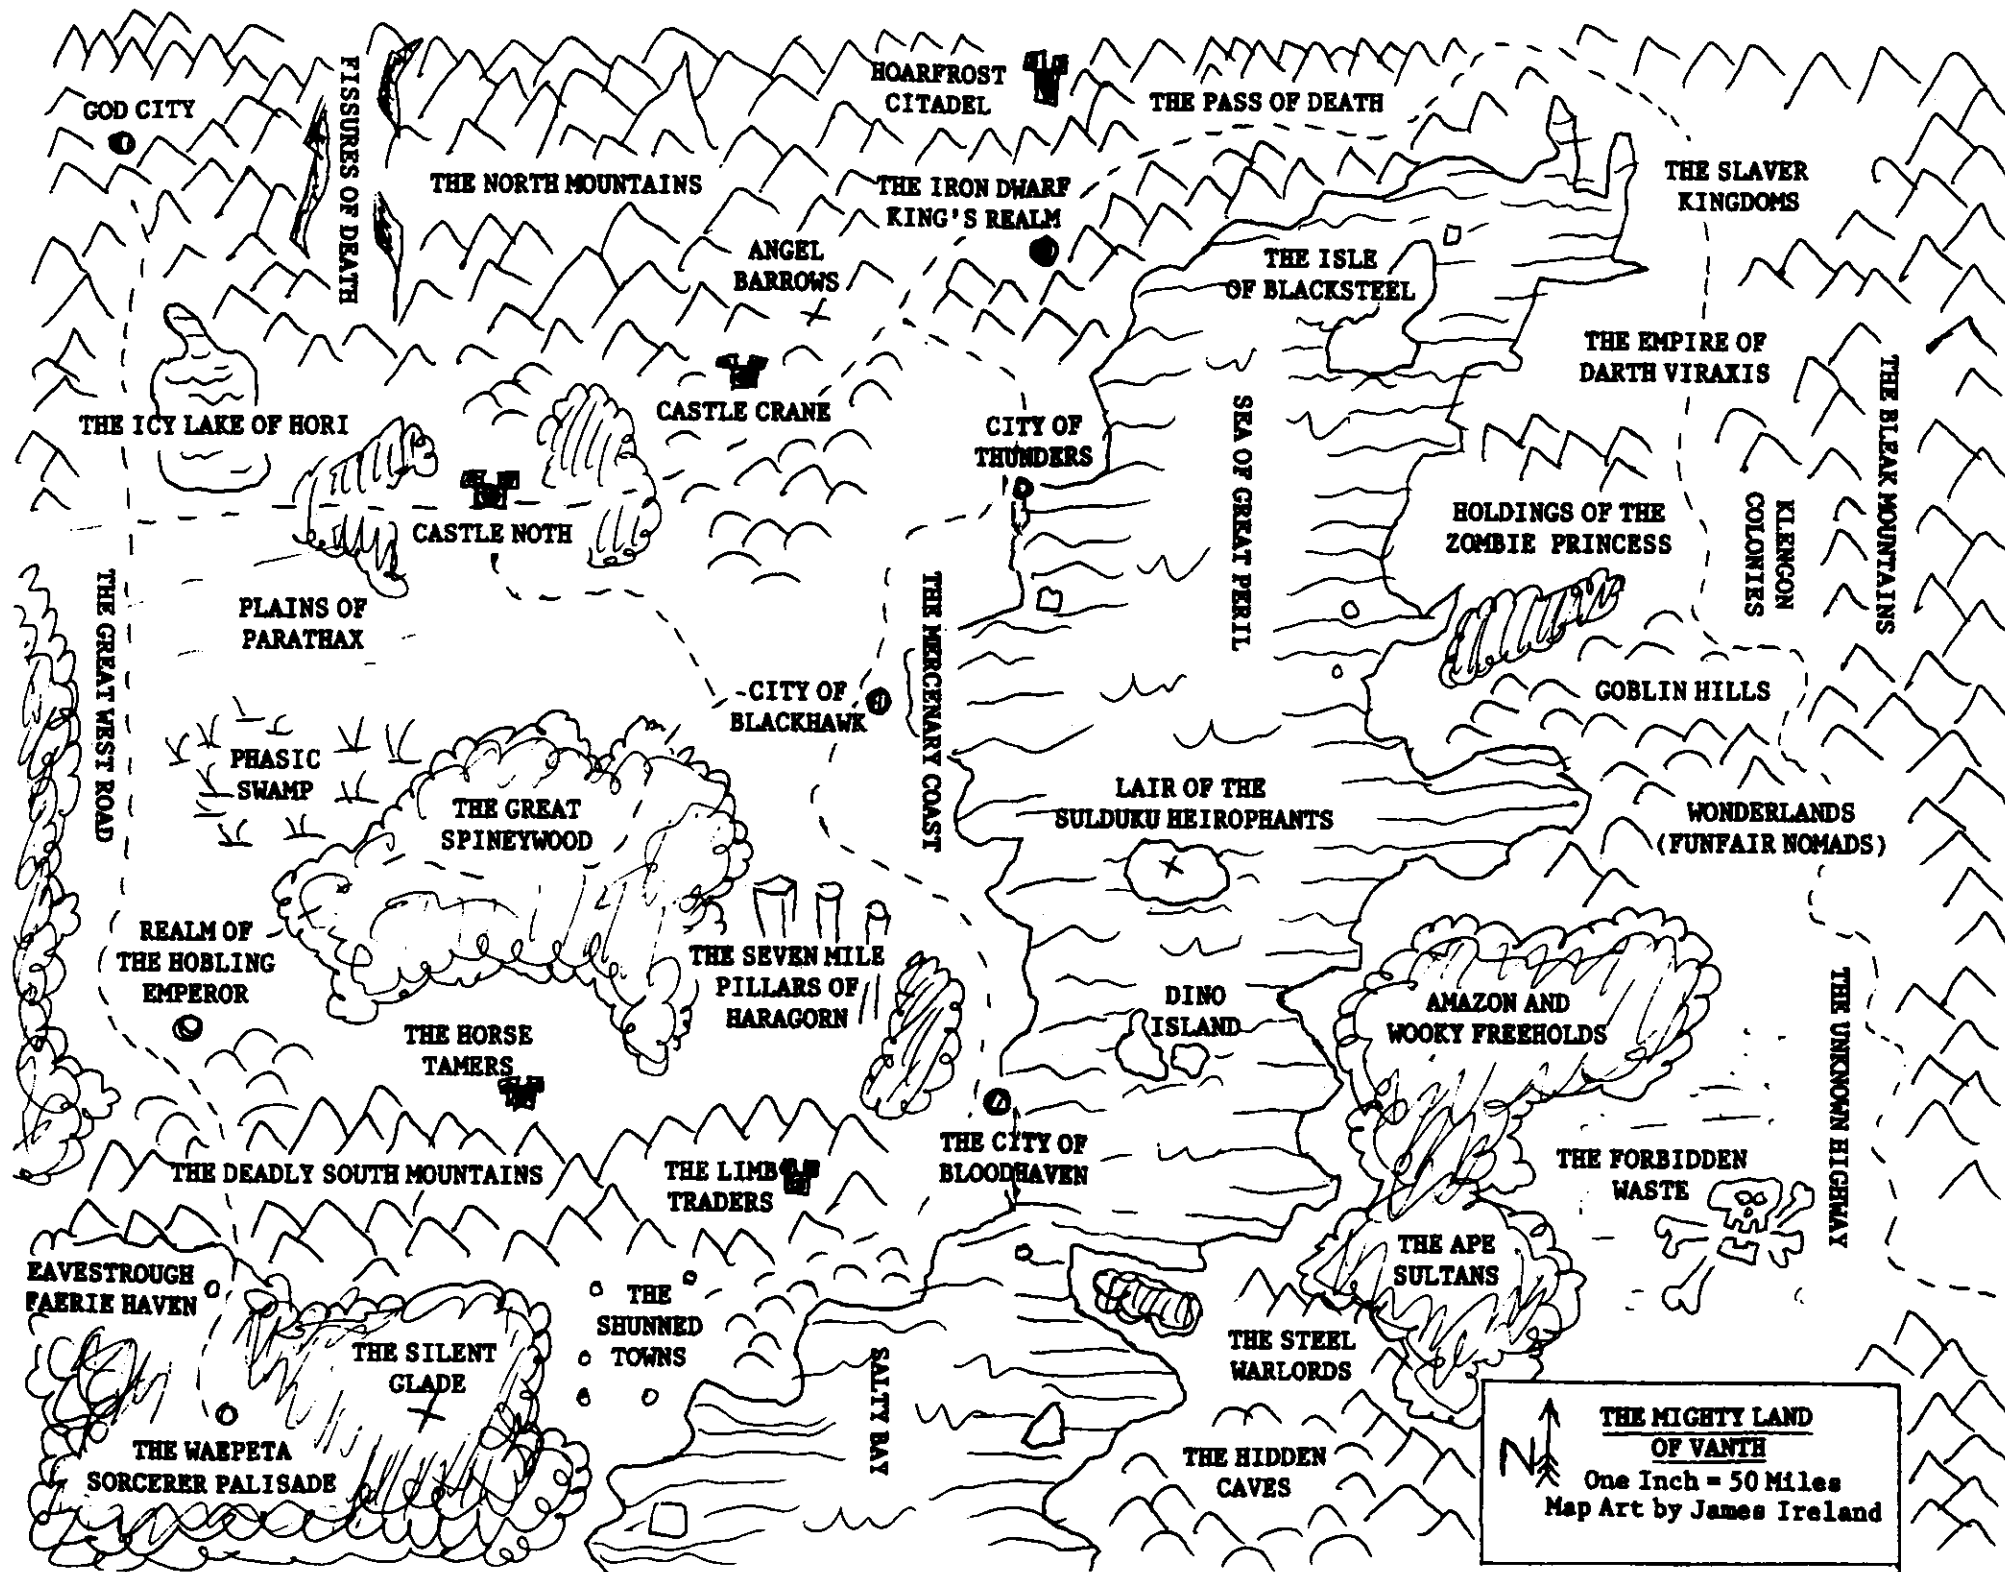 GOD CITY
FISSURES OF DEATH
HOARFROST
CITADEL
THE PASS OF DEATH
THE NORTH MOUNTAINS
THE IRON DWARF
KING'S REALM
THE SLAVER
KINGDOMS
ANGEL
BARROWS
THE ISLE
OF BLACKSTEEL
THE EMPIRE OF
DARTH VIRAXIS
THE BLEAK MOUNTAINS
THE ICY LAKE OF HORI
CASTLE CRANE
CITY OF
THUNDERS
SEA OF GREAT PERIL
CASTLE NOTH
HOLDINGS OF THE
ZOMBIE PRINCESS
KLENGON
COLONIES
THE GREAT WEST ROAD
PLAINS OF
PARATHAX
THE MERCENARY COAST
CITY OF
BLACKHAWK
GOBLIN HILLS
PHASIC
SWAMP
THE GREAT
SPINEYWOOD
LAIR OF THE
SULDUKU HEIROPHANTS
WONDERLANDS
(FUNFAIR NOMADS)
REALM OF
THE HOBLING
EMPEROR
THE SEVEN MILE
PILLARS OF
HARAGORN
DINO
ISLAND
AMAZON AND
WOOKY FREEHOLDS
THE UNKNOWN HIGHWAY
THE HORSE
TAMERS
THE DEADLY SOUTH MOUNTAINS
THE LIMB
TRADERS
THE CITY OF
BLOODHAVEN
THE FORBIDDEN
WASTE
EAVESTROUGH
FAERIE HAVEN
THE
SHUNNED
TOWNS
THE APE
SULTANS
THE SILENT
GLADE
SALTY BAY
THE STEEL
WARLORDS
THE WAEPETA
SORCERER PALISADE
THE HIDDEN
CAVES
N
THE MIGHTY LAND
OF VANTH
One Inch = 50 Miles
Map Art by James Ireland